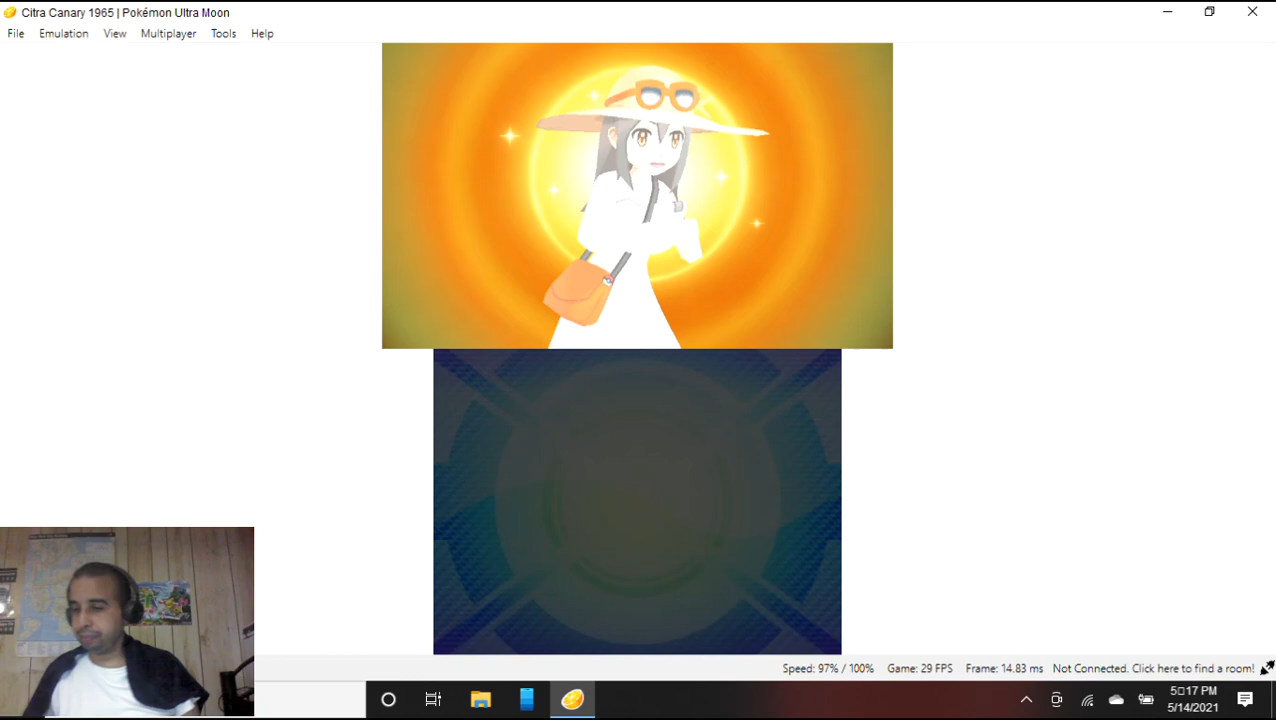 Citra Canary 1965 | Pokémon Ultra Moon
File Emulation View Multiplayer Tools Help
Speed: 97% / 100% Game: 29 FPS Frame: 14.83 ms Not Connected. Click here to find a room!
5▯17 PM
5/14/2021